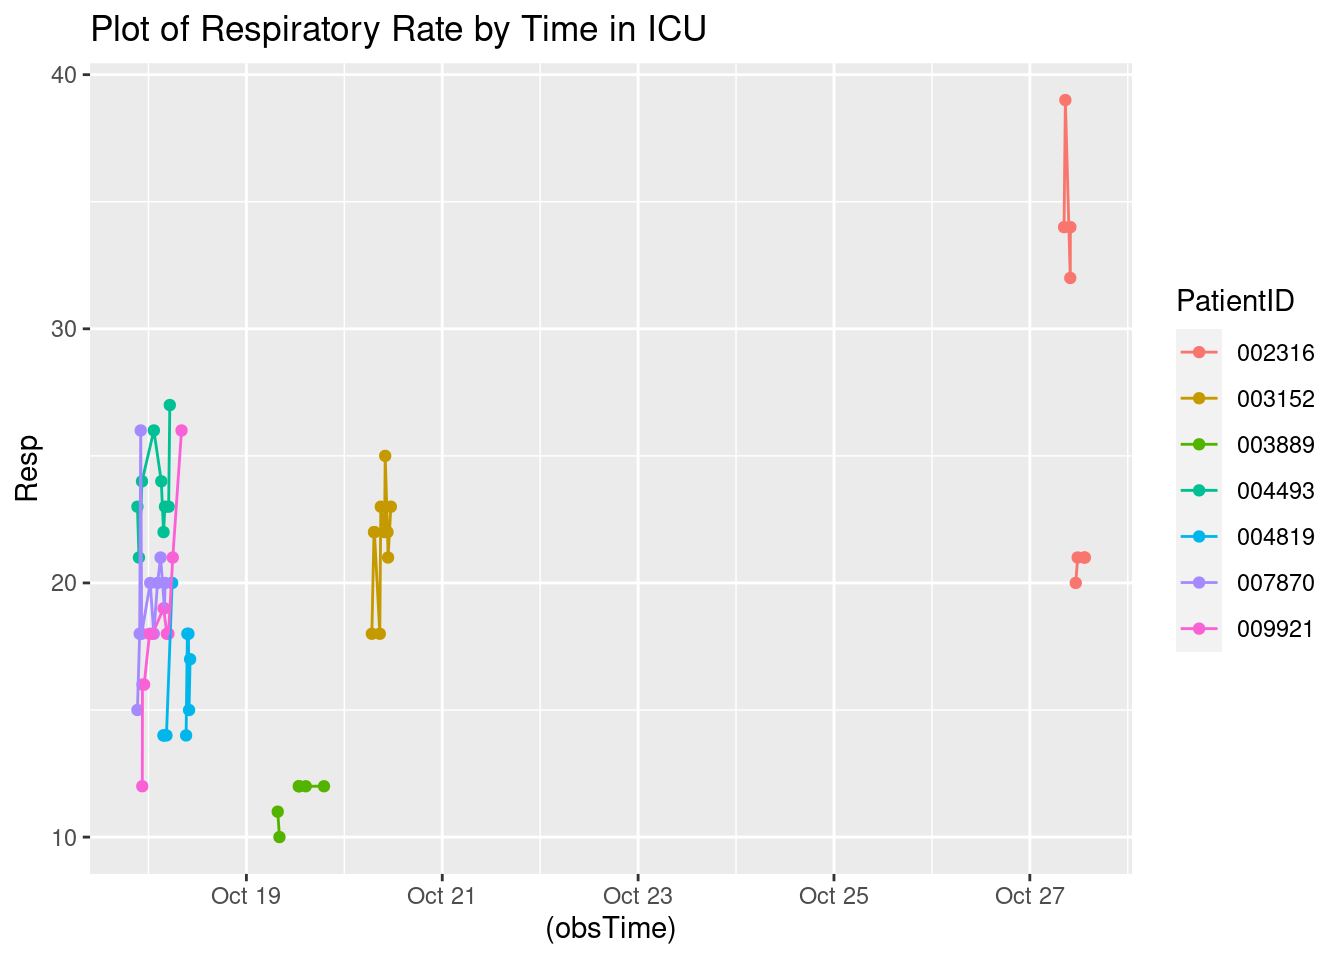 Plot of Respiratory Rate by Time in ICU
40
30
20
10
Resp
Oct 19 Oct 21 Oct 23 Oct 25 Oct 27
(obsTime)
PatientID
002316
003152
003889
004493
004819
007870
009921